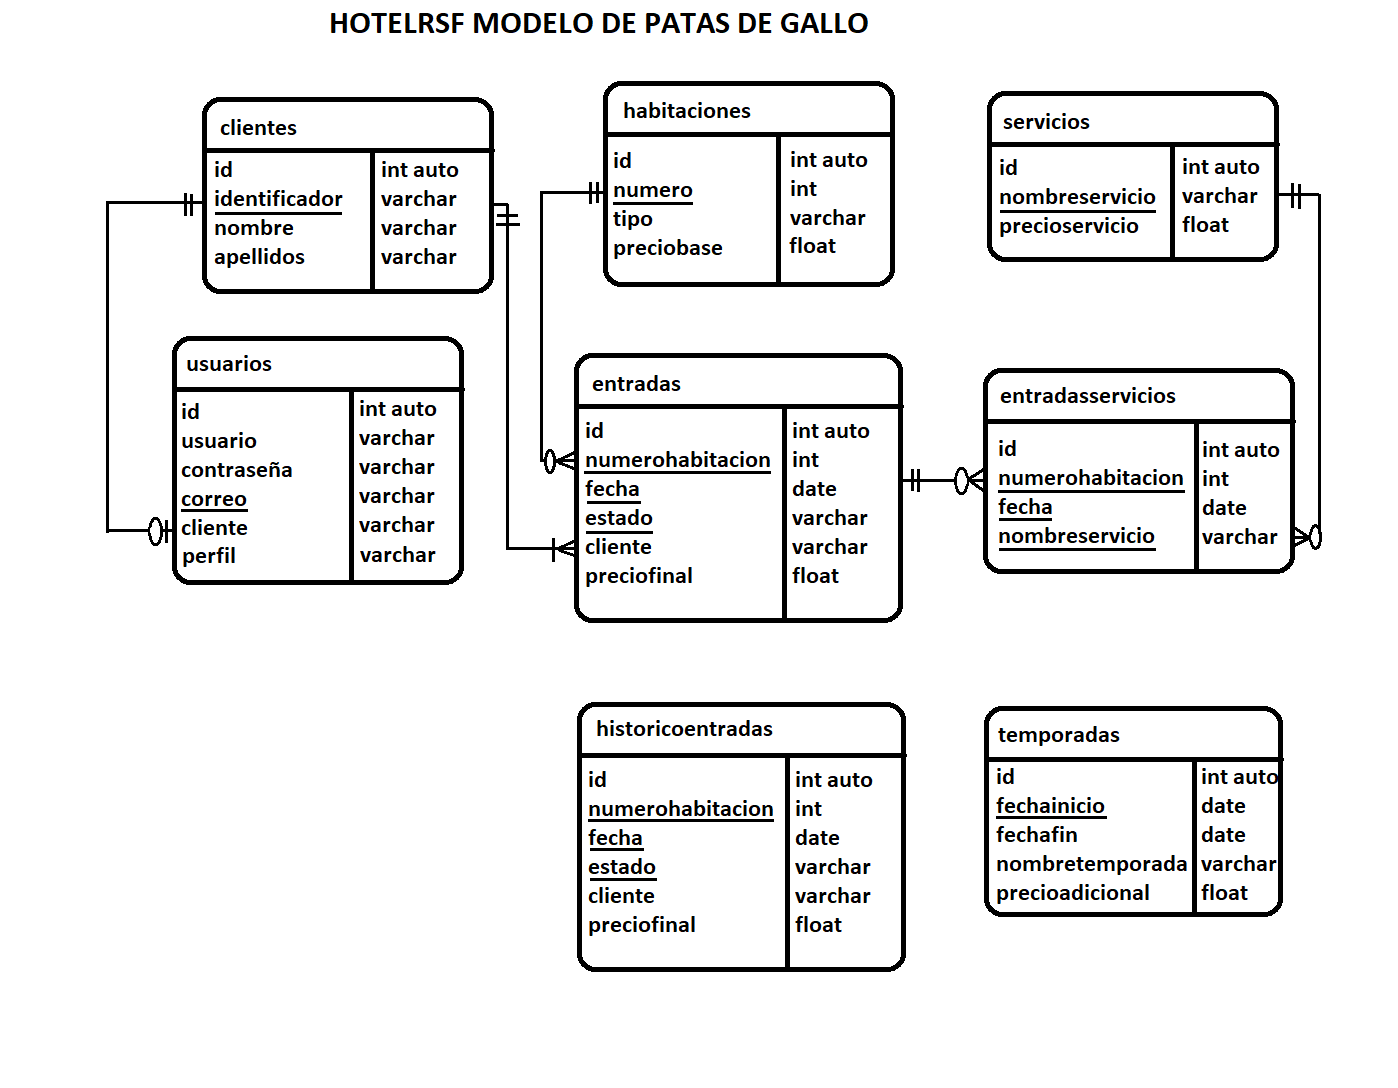 HOTELRSF MODELO DE PATAS DE GALLO
clientes
id int auto
identificador varchar
nombre varchar
apellidos varchar
habitaciones
id int auto
numero int
tipo varchar
preciobase float
servicios
id int auto
nombreservicio varchar
precioservicio float
usuarios
id int auto
usuario varchar
contraseña varchar
correo varchar
cliente varchar
perfil varchar
entradas
id int auto
numerohabitacion int
fecha date
estado varchar
cliente varchar
preciofinal float
entradasservicios
id int auto
numerohabitacion int
fecha date
nombreservicio varchar
historicoentradas
id int auto
numerohabitacion int
fecha date
estado varchar
cliente varchar
preciofinal float
temporadas
id int auto
fechainicio date
fechafin date
nombretemporada varchar
precioadicional float